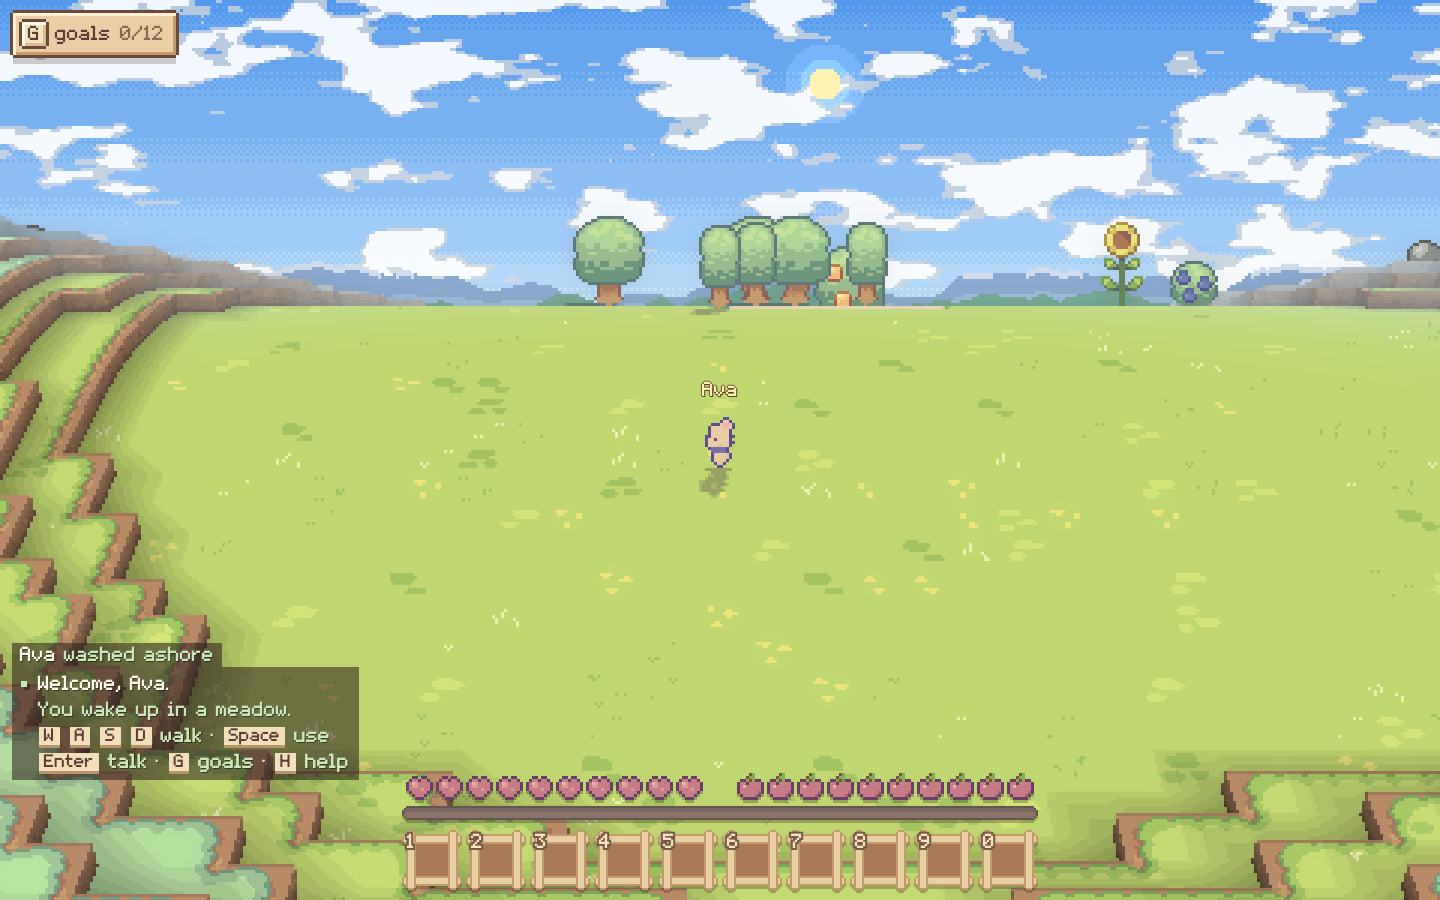 G goals 0/12
Ava
Ava washed ashore
Welcome, Ava.
You wake up in a meadow.
W A S D walk · Space use
Enter talk · G goals · H help
1 2 3 4 5 6 7 8 9 0